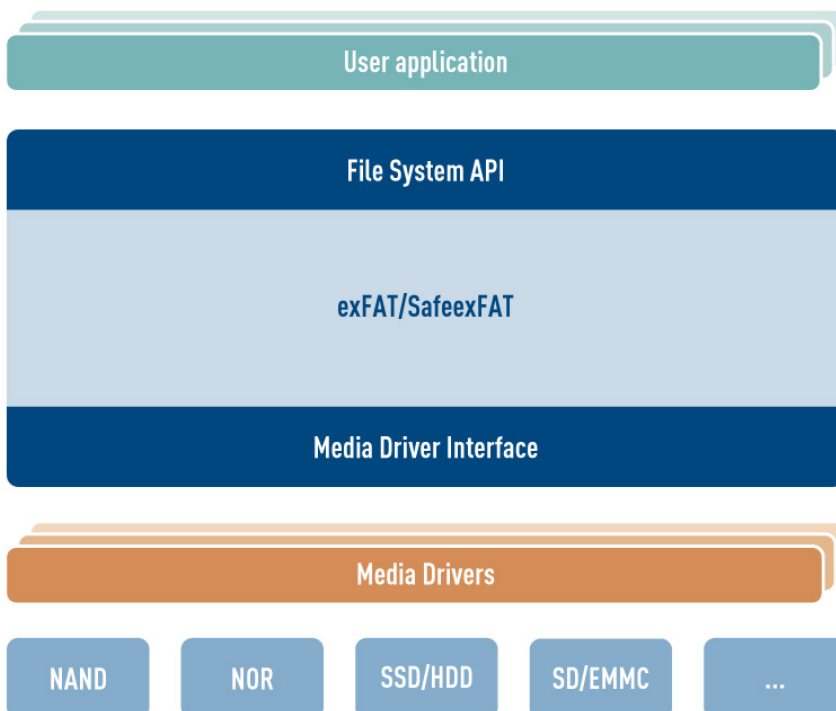 User application
File System API
exFAT/SafeexFAT
Media Driver Interface
Media Drivers
NAND
NOR
SSD/HDD
SD/EMMC
...